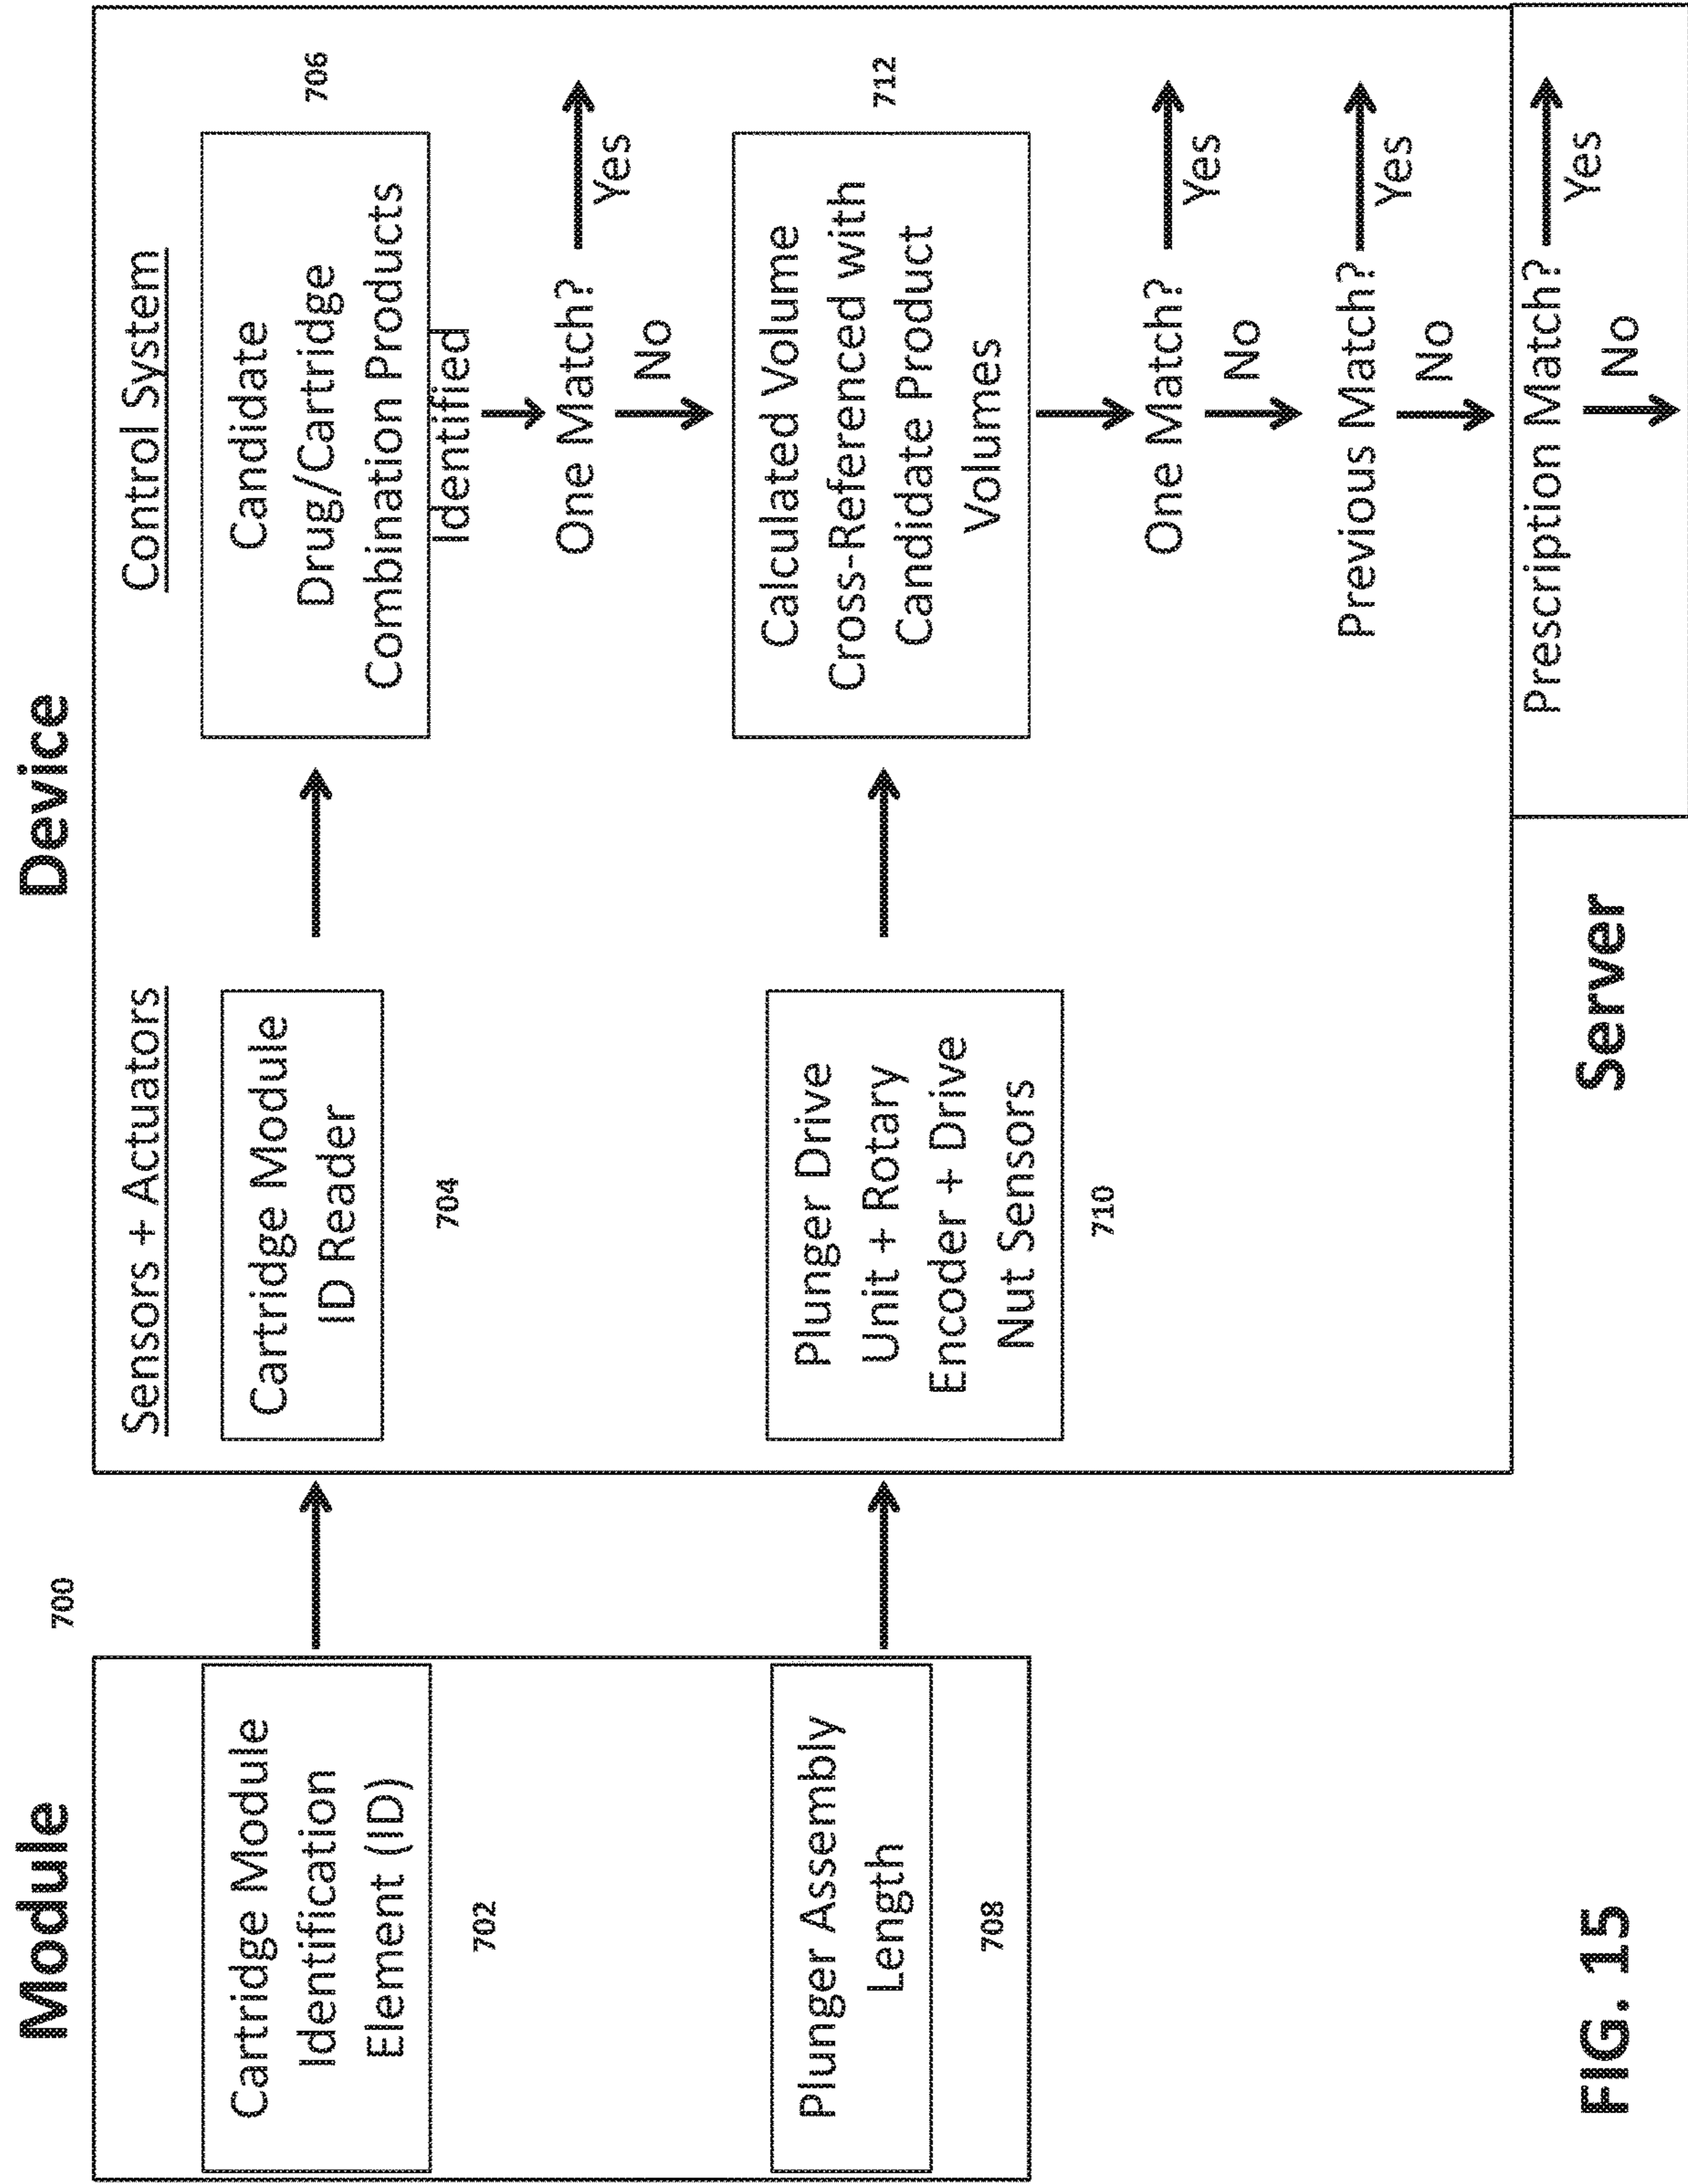 Module
700
Cartridge Module
Identification
Element (ID)
702
Plunger Assembly
Length
708
Device
Sensors + Actuators
Cartridge Module
ID Reader
704
Plunger Drive
Unit + Rotary
Encoder + Drive
Nut Sensors
710
Control System
Candidate
Drug/Cartridge
Combination Products
Identified
706
One Match?
Yes
No
Calculated Volume
Cross-Referenced with
Candidate Product
Volumes
712
One Match?
Yes
No
Previous Match?
Yes
No
Server
Prescription Match?
Yes
No
FIG. 15